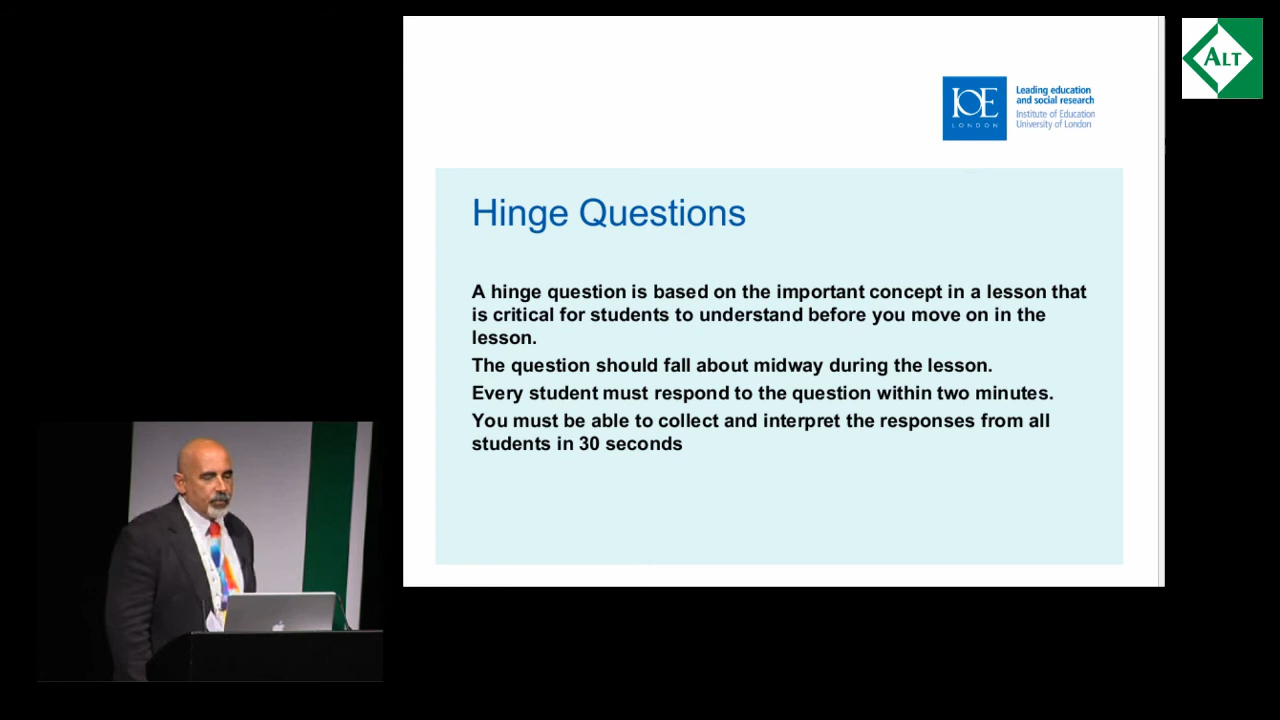 ALT
IOE
LONDON
Leading education
and social research
Institute of Education
University of London
Hinge Questions
A hinge question is based on the important concept in a lesson that
is critical for students to understand before you move on in the
lesson.
The question should fall about midway during the lesson.
Every student must respond to the question within two minutes.
You must be able to collect and interpret the responses from all
students in 30 seconds